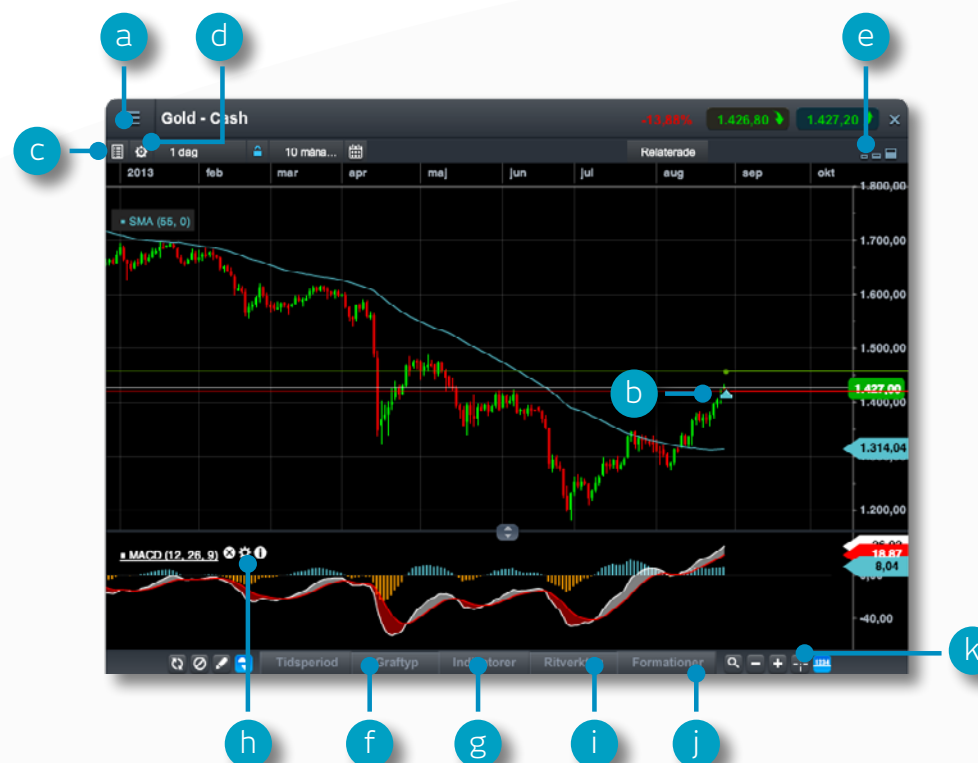 a
d
e
Gold - Cash
1.426,80
1.427,20
c
1 dag
10 måna...
Relaterade
2013 feb mar apr maj jun jul aug sep okt
1.800,00
SMA (55, 0)
1.700,00
1.600,00
1.500,00
b
1.427,00
1.400,00
1.314,04
1.200,00
MACD (12, 26, 9)
18,87
8,04
-40,00
k
Tidsperiod Graftyp Formationer
h
f
g
i
j